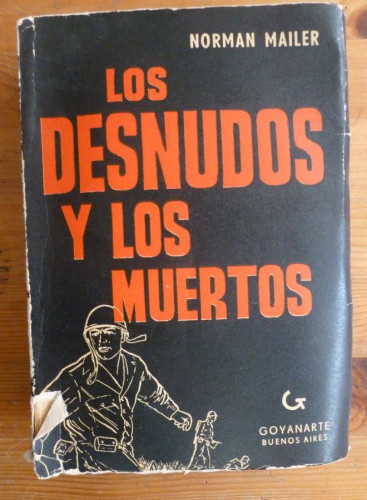 NORMAN MAILER
LOS
DESNUDOS
Y LOS
MUERTOS
G
GOYANARTE
BUENOS AIRES